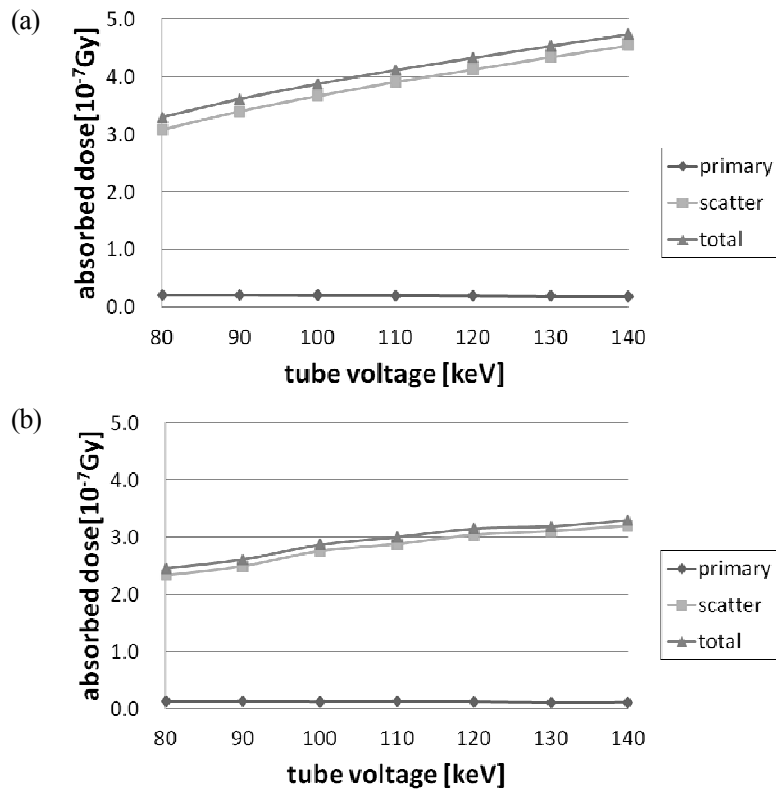 (a)
absorbed dose[10⁻⁷Gy]
5.0
4.0
3.0
2.0
1.0
0.0
80 90 100 110 120 130 140
tube voltage [keV]
primary
scatter
total
(b)
absorbed dose[10⁻⁷Gy]
5.0
4.0
3.0
2.0
1.0
0.0
80 90 100 110 120 130 140
tube voltage [keV]
primary
scatter
total